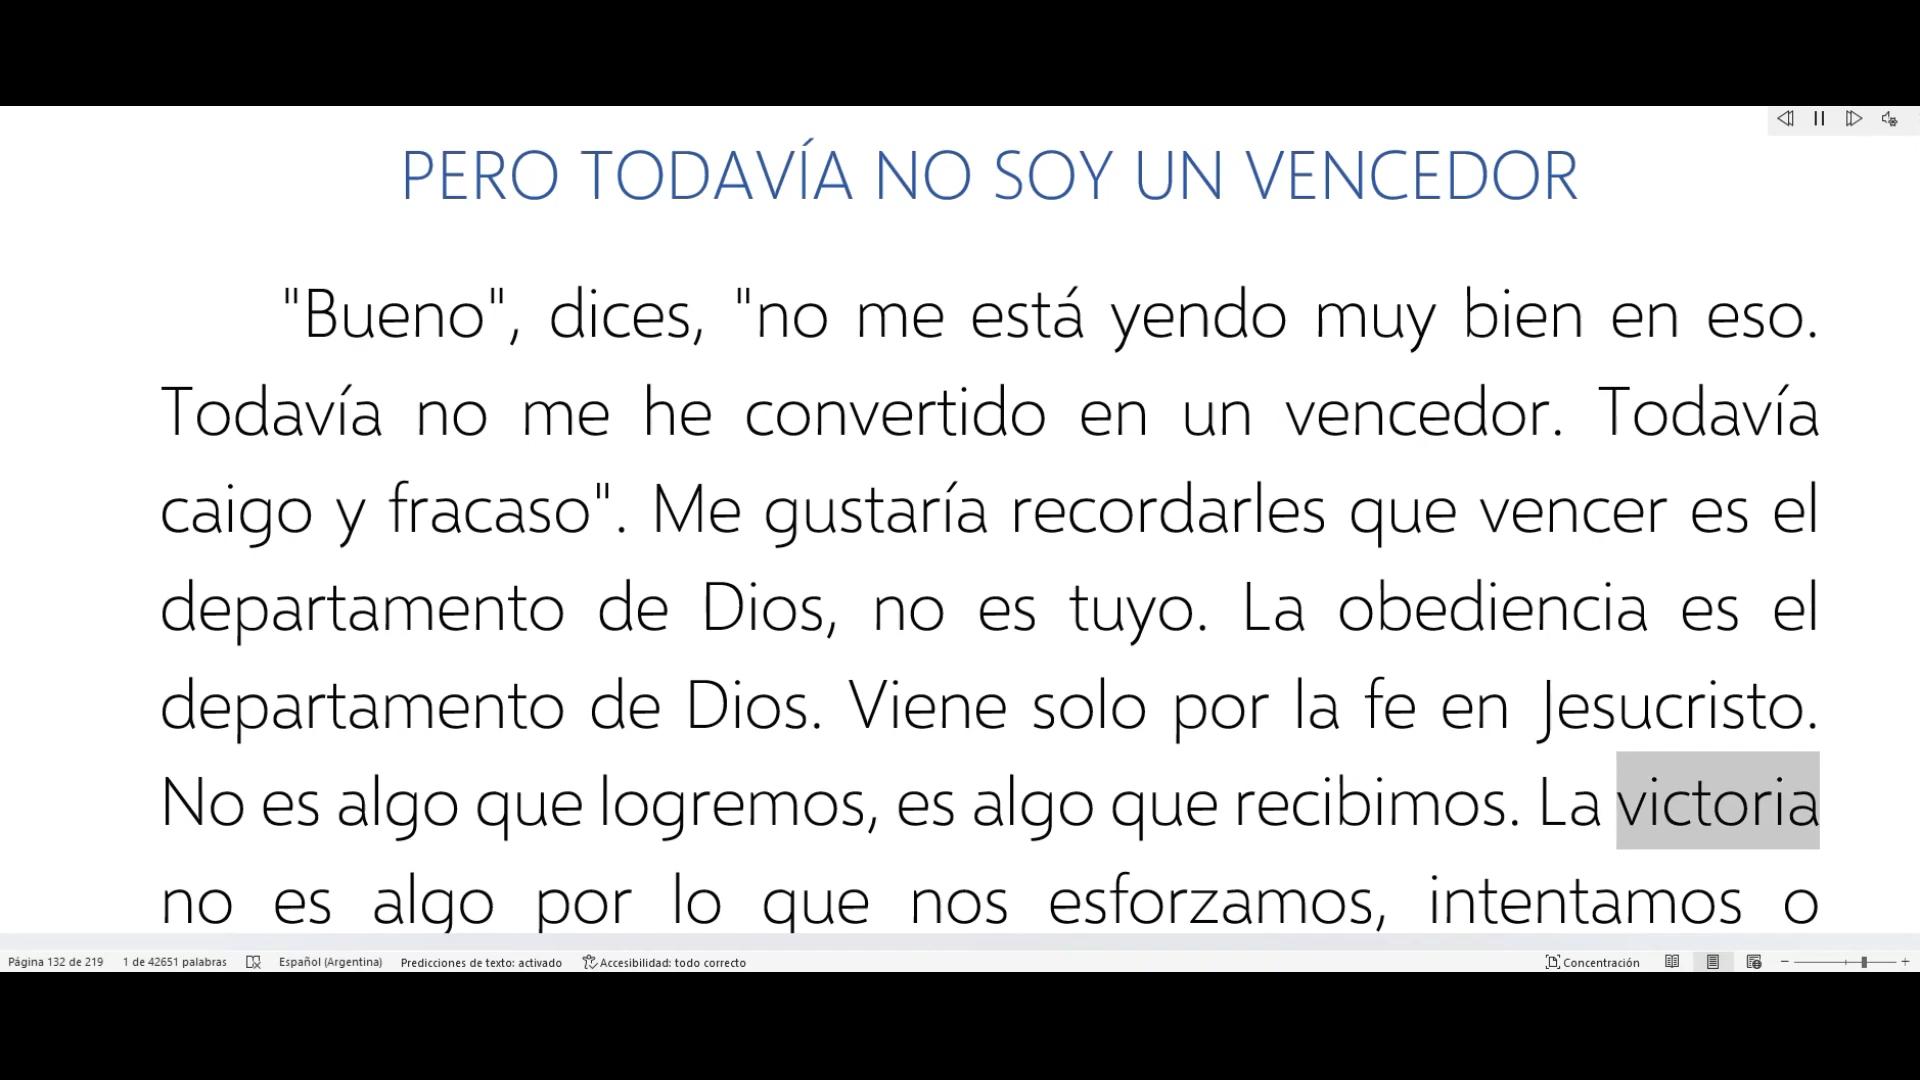 PERO TODAVÍA NO SOY UN VENCEDOR
"Bueno", dices, "no me está yendo muy bien en eso.
Todavía no me he convertido en un vencedor. Todavía
caigo y fracaso". Me gustaría recordarles que vencer es el
departamento de Dios, no es tuyo. La obediencia es el
departamento de Dios. Viene solo por la fe en Jesucristo.
No es algo que logremos, es algo que recibimos. La victoria
no es algo por lo que nos esforzamos, intentamos o
Página 132 de 219 1 de 42651 palabras Español (Argentina) Predicciones de texto: activado Accesibilidad: todo correcto Concentración